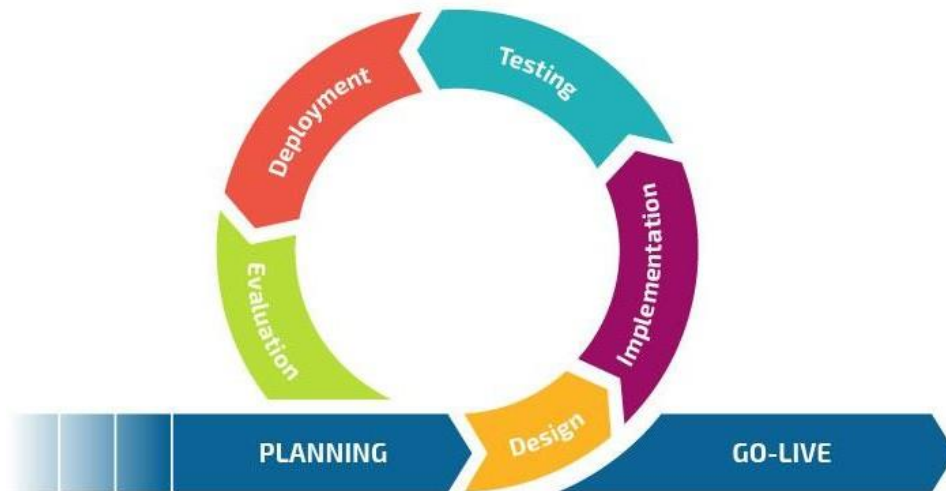 Testing
Deployment
Implementation
Evaluation
Design
PLANNING
GO-LIVE